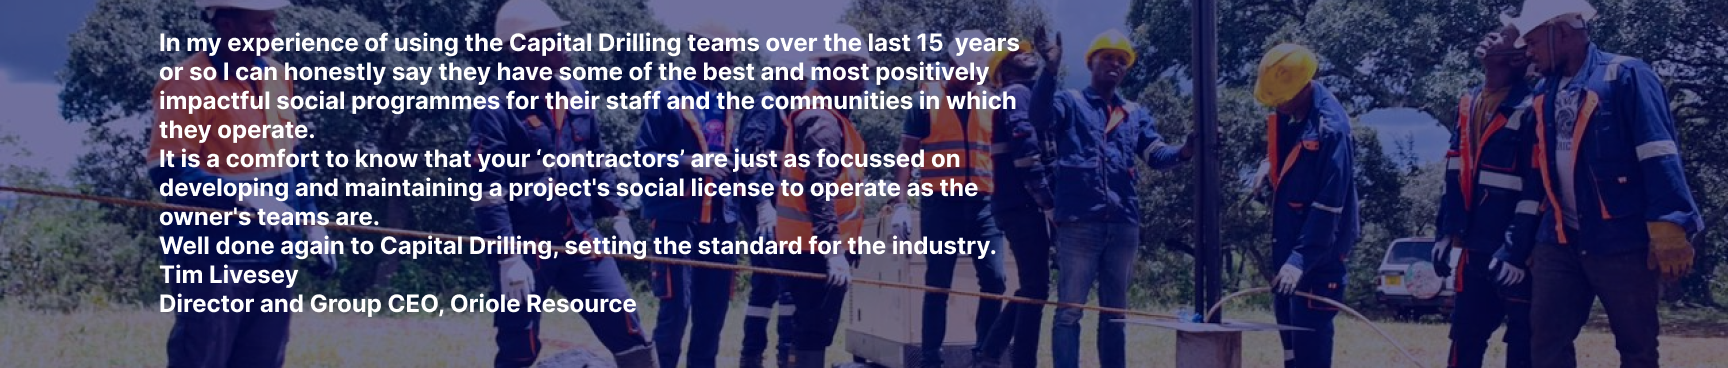 In my experience of using the Capital Drilling teams over the last 15  years
or so I can honestly say they have some of the best and most positively
impactful social programmes for their staff and the communities in which
they operate.
It is a comfort to know that your ‘contractors’ are just as focussed on
developing and maintaining a project's social license to operate as the
owner's teams are.
Well done again to Capital Drilling, setting the standard for the industry.
Tim Livesey
Director and Group CEO, Oriole Resource